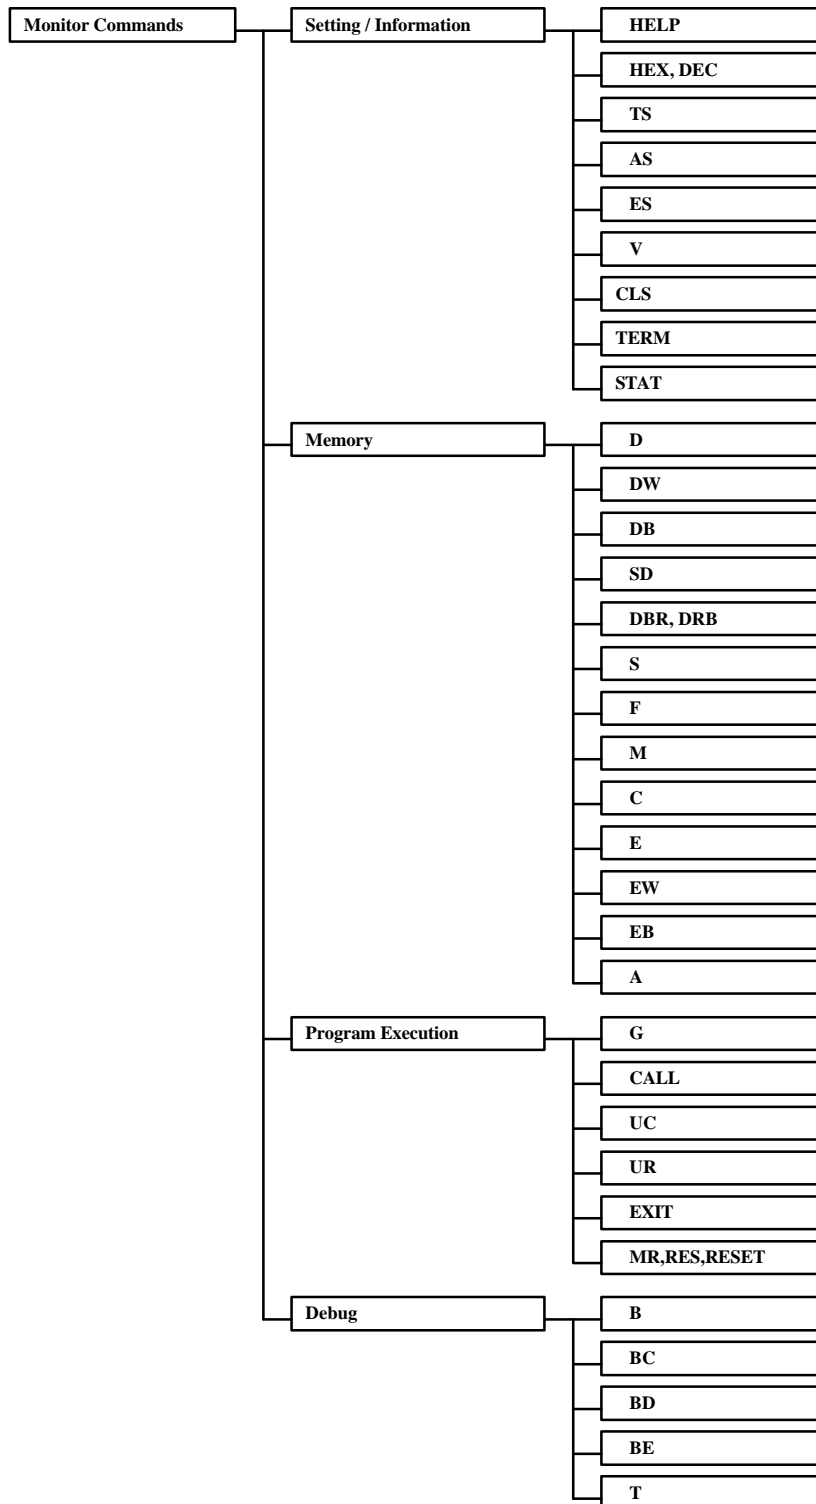 Monitor Commands
Setting / Information
HELP
HEX, DEC
TS
AS
ES
V
CLS
TERM
STAT
Memory
D
DW
DB
SD
DBR, DRB
S
F
M
C
E
EW
EB
A
Program Execution
G
CALL
UC
UR
EXIT
MR,RES,RESET
Debug
B
BC
BD
BE
T